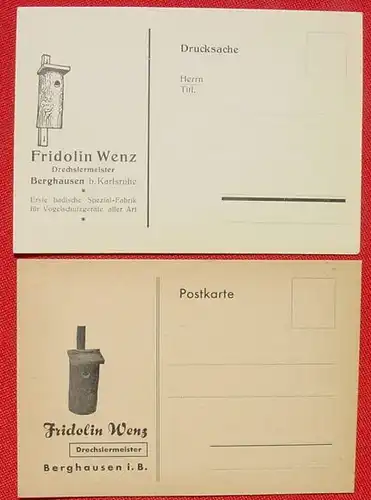 Drucksache
Herrn
Titl.
Fridolin Wenz
Drechslermeister
Berghausen b. Karlsruhe
Erste badische Spezial-Fabrik
für Vogelschutzgeräte aller Art
Postkarte
Fridolin Wenz
Drechslermeister
Berghausen i. B.